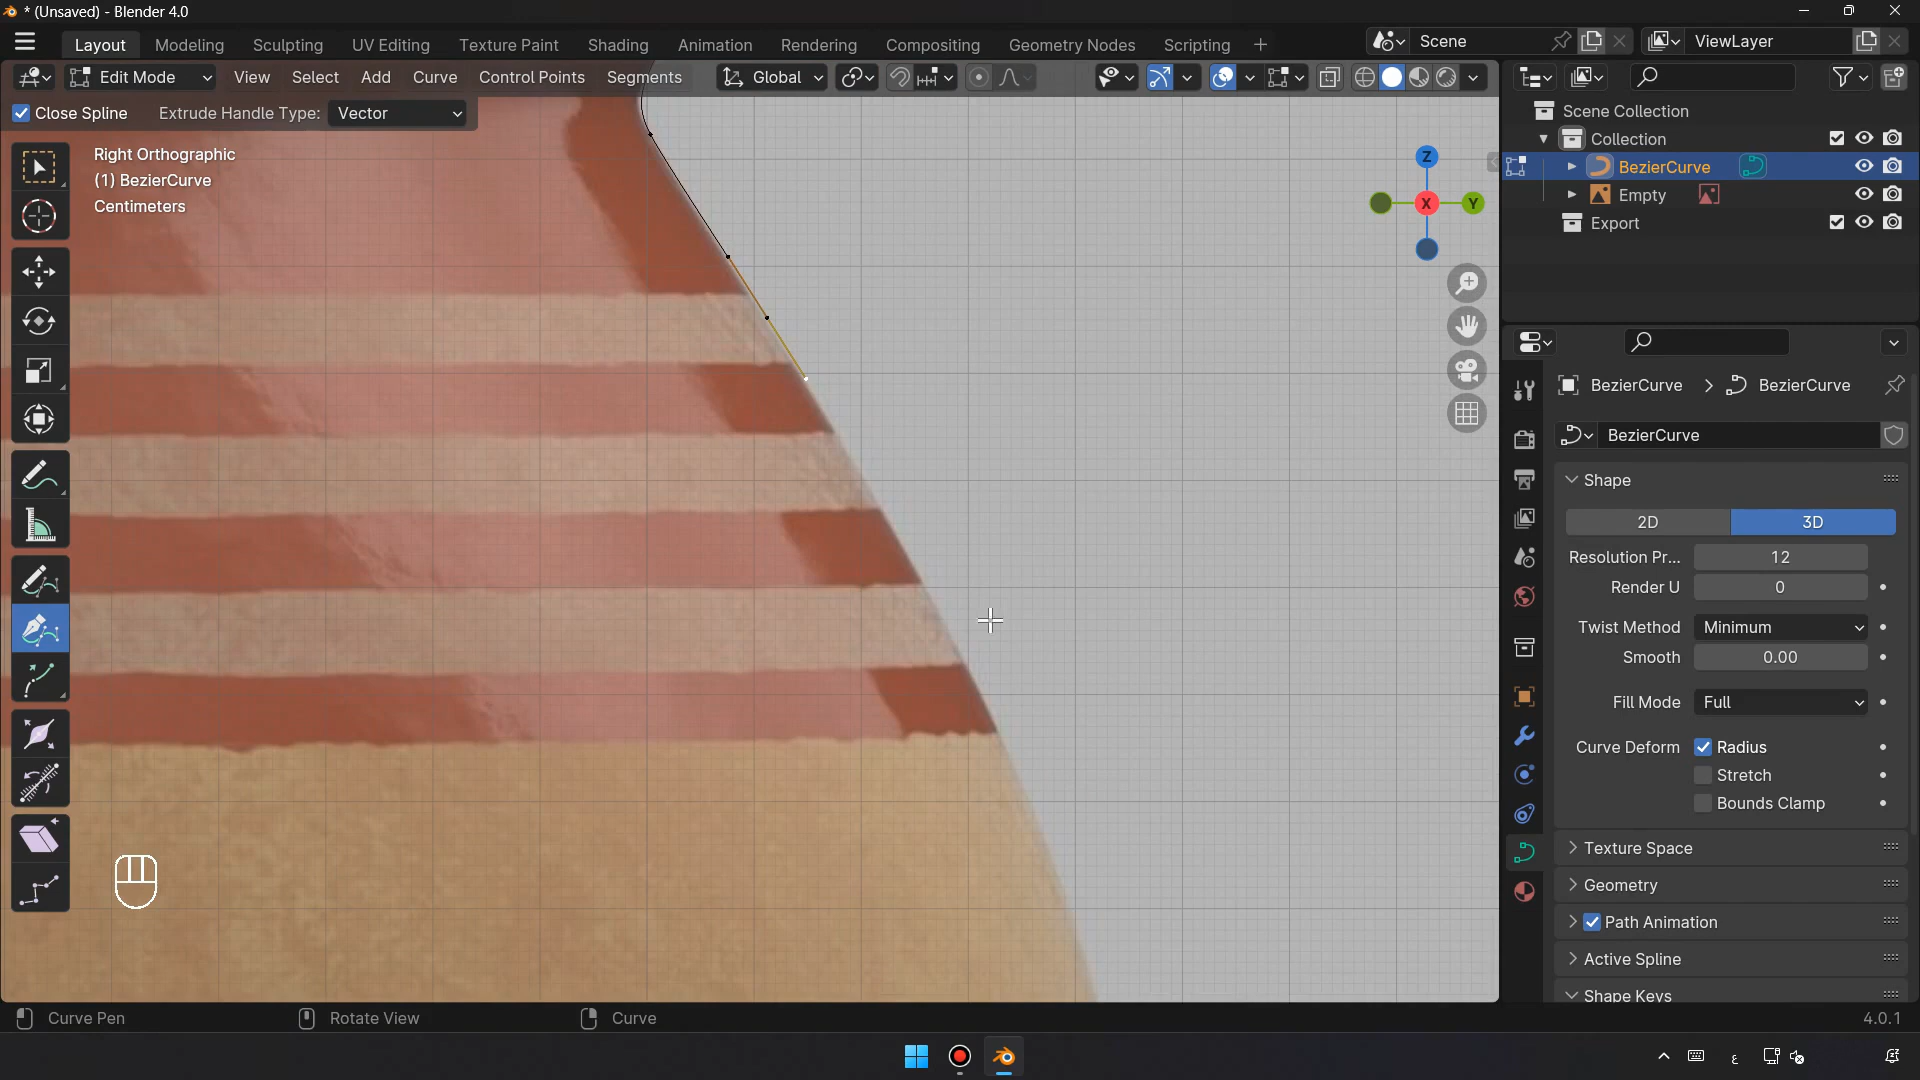 * (Unsaved) - Blender 4.0
Layout Modeling Sculpting UV Editing Texture Paint Shading Animation Rendering Compositing Geometry Nodes Scripting
Scene
ViewLayer
Edit Mode View Select Add Curve Control Points Segments
Global
Close Spline Extrude Handle Type: Vector
Right Orthographic
(1) BezierCurve
Centimeters
Z
X
Y
Scene Collection
Collection
BezierCurve
Empty
Export
BezierCurve
BezierCurve
BezierCurve
Shape
2D
3D
Resolution Pr... 12
Render U 0
Twist Method Minimum
Smooth 0.00
Fill Mode Full
Curve Deform Radius
Stretch
Bounds Clamp
Texture Space
Geometry
Path Animation
Active Spline
Shape Keys
Curve Pen
Rotate View
Curve
4.0.1
ع